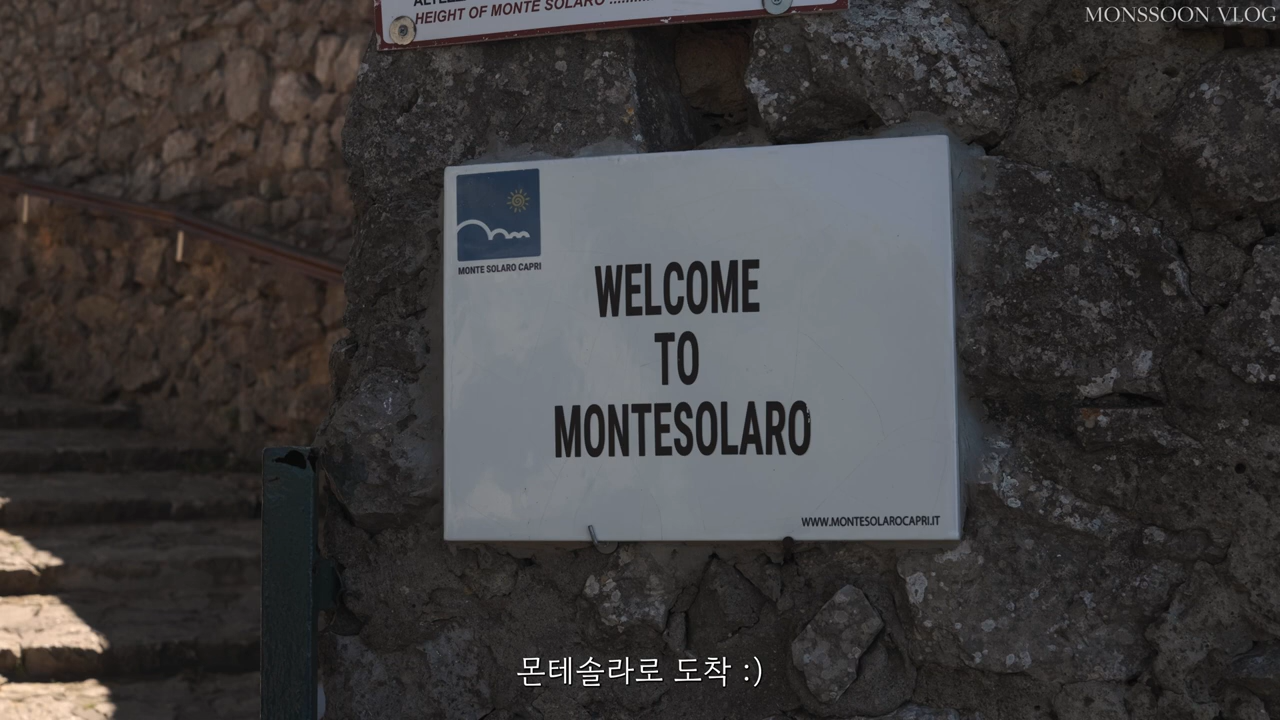 HEIGHT OF MONTE SOLARO
MONSSOON VLOG
MONTE SOLARO CAPRI
WELCOME
TO
MONTESOLARO
WWW.MONTESOLAROCAPRI.IT
몬테솔라로 도착 :)